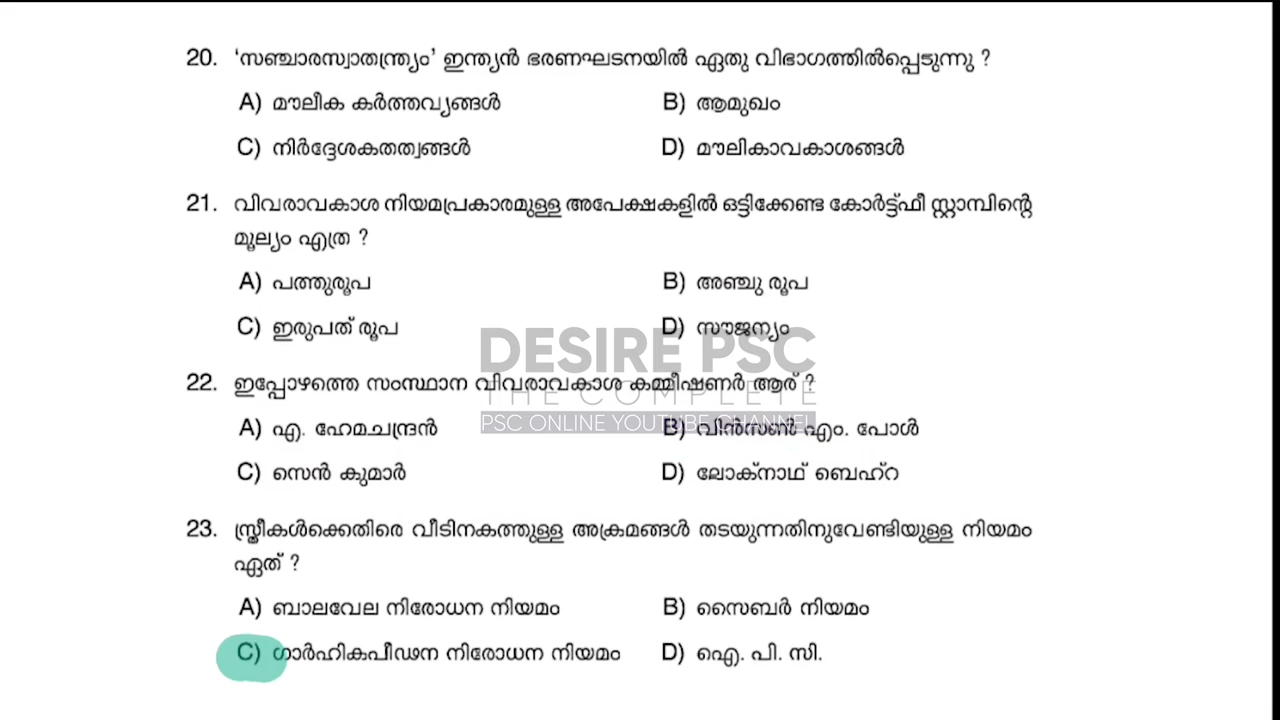 20. 'സഞ്ചാരസ്വാതന്ത്ര്യം' ഇന്ത്യൻ ഭരണഘടനയിൽ ഏതു വിഭാഗത്തിൽപ്പെടുന്നു ?
A) മൗലീക കർത്തവ്യങ്ങൾ B) ആമുഖം
C) നിർദ്ദേശകതത്വങ്ങൾ D) മൗലികാവകാശങ്ങൾ
21. വിവരാവകാശ നിയമപ്രകാരമുള്ള അപേക്ഷകളിൽ ഒട്ടിക്കേണ്ട കോർട്ട്ഫീ സ്റ്റാമ്പിന്റെ
മൂല്യം എത്ര ?
A) പത്തുരൂപ B) അഞ്ചു രൂപ
C) ഇരുപത് രൂപ D) സൗജന്യം
DESIRE PSC
22. ഇപ്പോഴത്തെ സംസ്ഥാന വിവരാവകാശ കമ്മീഷണർ ആര് ?
THE COMPLETE
PSC ONLINE YOUTUBE CHANNEL
A) എ. ഹേമചന്ദ്രൻ B) വിൻസൺ എം. പോൾ
C) സെൻ കുമാർ D) ലോക്നാഥ് ബെഹ്റ
23. സ്ത്രീകൾക്കെതിരെ വീടിനകത്തുള്ള അക്രമങ്ങൾ തടയുന്നതിനുവേണ്ടിയുള്ള നിയമം
ഏത് ?
A) ബാലവേല നിരോധന നിയമം B) സൈബർ നിയമം
C) ഗാർഹികപീഢന നിരോധന നിയമം D) ഐ. പി. സി.